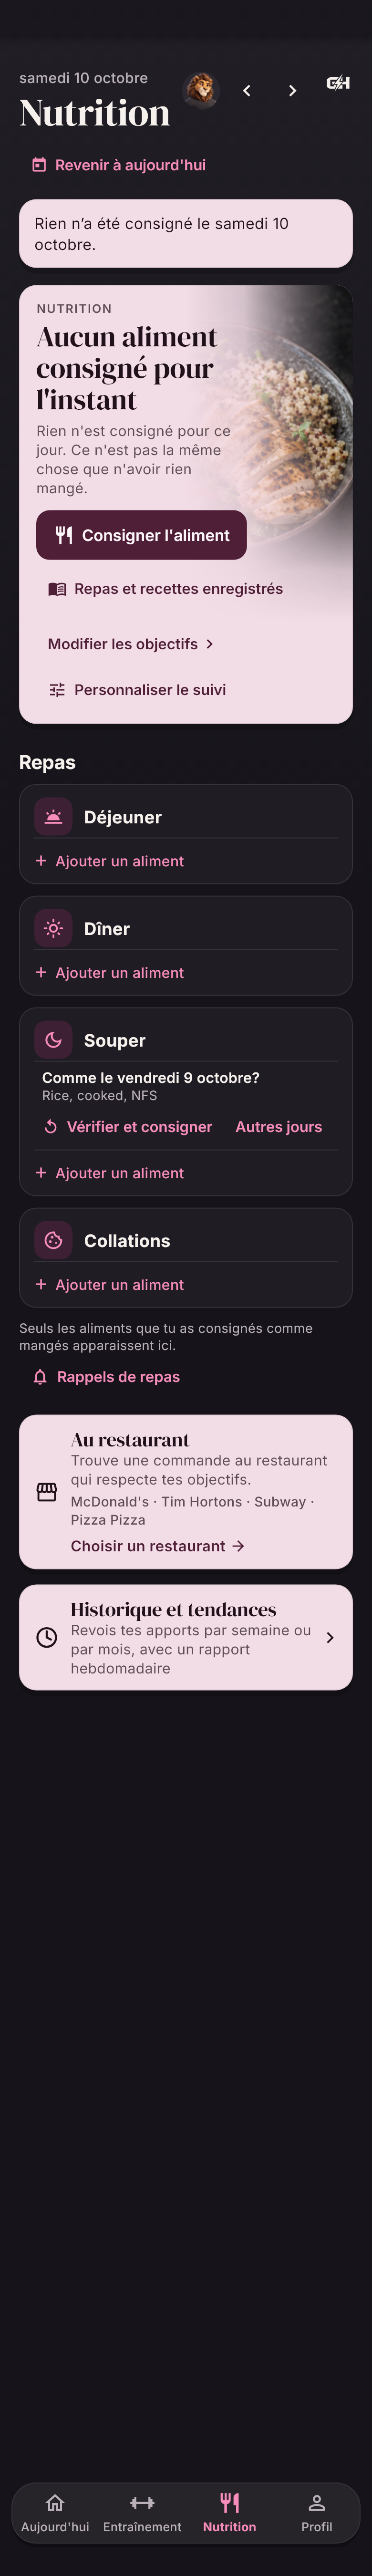 samedi 10 octobre
Nutrition
GH
Revenir à aujourd'hui
Rien n’a été consigné le samedi 10
octobre.
NUTRITION
Aucun aliment
consigné pour
l'instant
Rien n'est consigné pour ce
jour. Ce n'est pas la même
chose que n'avoir rien
mangé.
Consigner l'aliment
Repas et recettes enregistrés
Modifier les objectifs
Personnaliser le suivi
Repas
Déjeuner
+ Ajouter un aliment
Dîner
+ Ajouter un aliment
Souper
Comme le vendredi 9 octobre?
Rice, cooked, NFS
Vérifier et consigner Autres jours
+ Ajouter un aliment
Collations
+ Ajouter un aliment
Seuls les aliments que tu as consignés comme
mangés apparaissent ici.
Rappels de repas
Au restaurant
Trouve une commande au restaurant
qui respecte tes objectifs.
McDonald's · Tim Hortons · Subway ·
Pizza Pizza
Choisir un restaurant →
Historique et tendances
Revois tes apports par semaine ou
par mois, avec un rapport
hebdomadaire
Aujourd'hui Entraînement Nutrition Profil